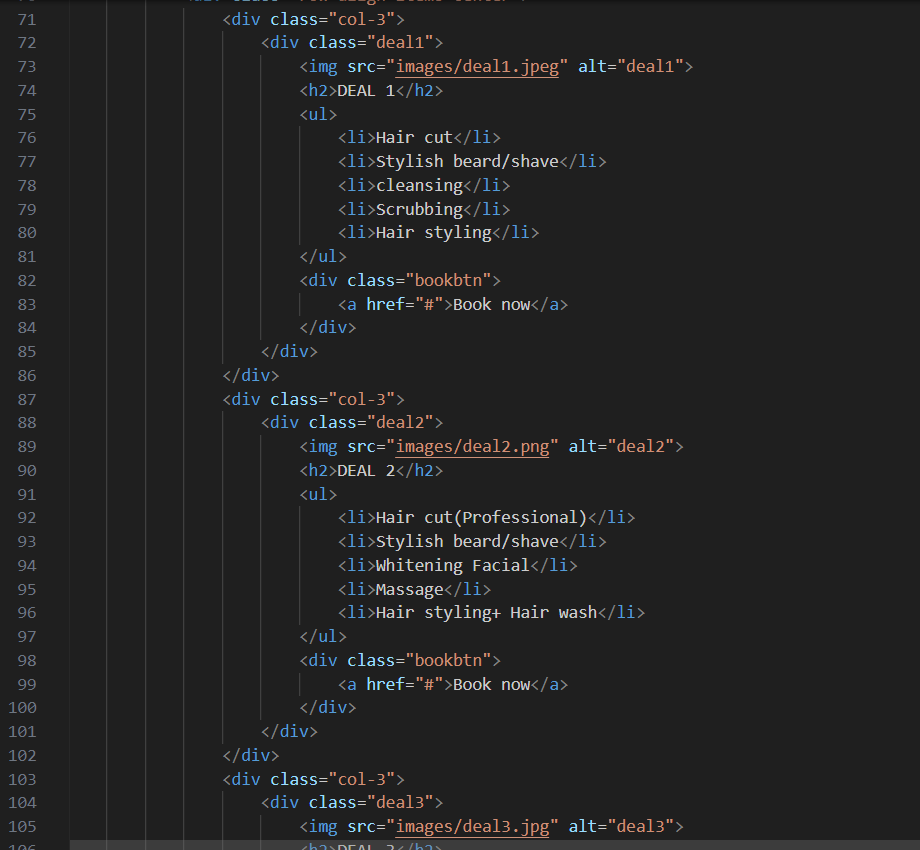 71 <div class="col-3">
72 <div class="deal1">
73 <img src="images/deal1.jpeg" alt="deal1">
74 <h2>DEAL 1</h2>
75 <ul>
76 <li>Hair cut</li>
77 <li>Stylish beard/shave</li>
78 <li>cleansing</li>
79 <li>Scrubbing</li>
80 <li>Hair styling</li>
81 </ul>
82 <div class="bookbtn">
83 <a href="#">Book now</a>
84 </div>
85 </div>
86 </div>
87 <div class="col-3">
88 <div class="deal2">
89 <img src="images/deal2.png" alt="deal2">
90 <h2>DEAL 2</h2>
91 <ul>
92 <li>Hair cut(Professional)</li>
93 <li>Stylish beard/shave</li>
94 <li>Whitening Facial</li>
95 <li>Massage</li>
96 <li>Hair styling+ Hair wash</li>
97 </ul>
98 <div class="bookbtn">
99 <a href="#">Book now</a>
100 </div>
101 </div>
102 </div>
103 <div class="col-3">
104 <div class="deal3">
105 <img src="images/deal3.jpg" alt="deal3">